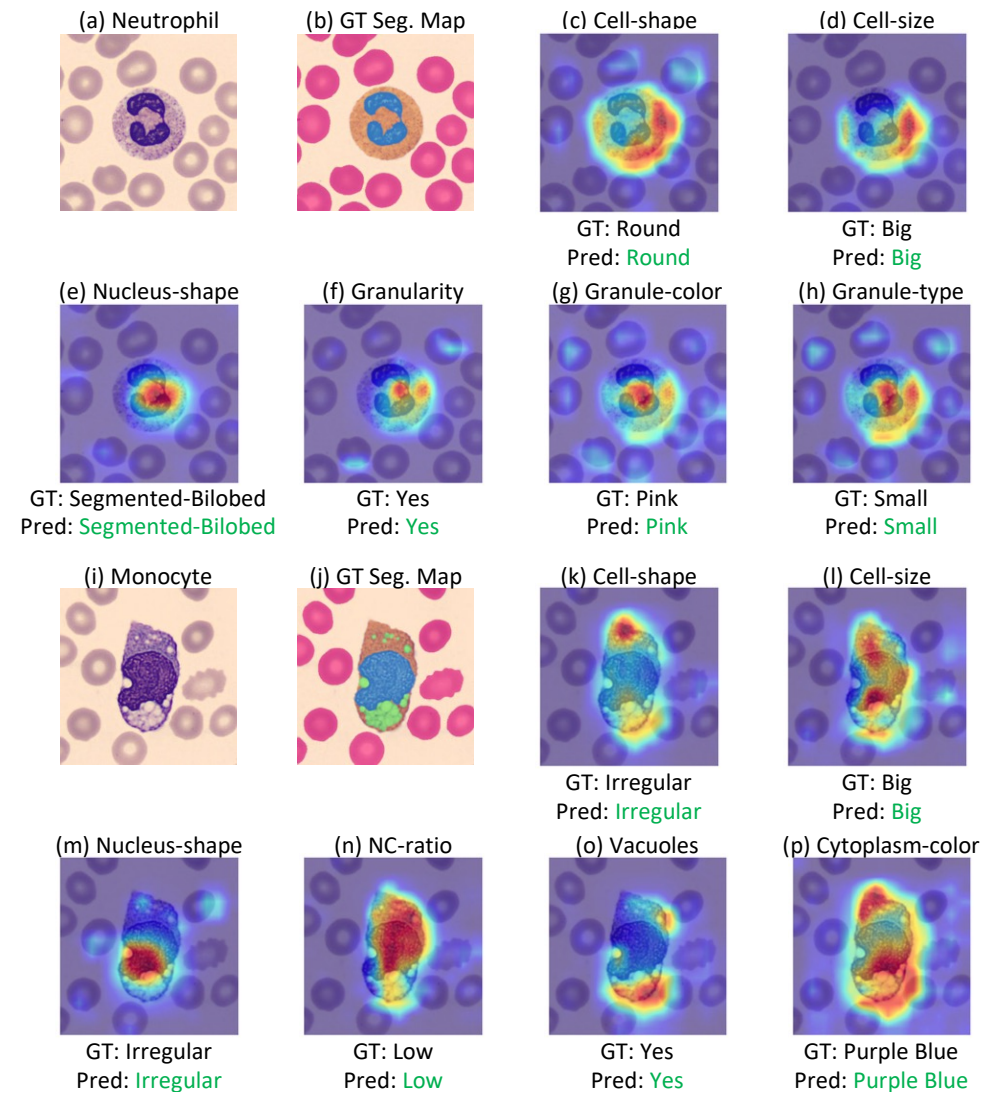 (a) Neutrophil
(b) GT Seg. Map
(c) Cell-shape
(d) Cell-size
GT: Round
Pred: Round
GT: Big
Pred: Big
(e) Nucleus-shape
(f) Granularity
(g) Granule-color
(h) Granule-type
GT: Segmented-Bilobed
Pred: Segmented-Bilobed
GT: Yes
Pred: Yes
GT: Pink
Pred: Pink
GT: Small
Pred: Small
(i) Monocyte
(j) GT Seg. Map
(k) Cell-shape
(l) Cell-size
GT: Irregular
Pred: Irregular
GT: Big
Pred: Big
(m) Nucleus-shape
(n) NC-ratio
(o) Vacuoles
(p) Cytoplasm-color
GT: Irregular
Pred: Irregular
GT: Low
Pred: Low
GT: Yes
Pred: Yes
GT: Purple Blue
Pred: Purple Blue